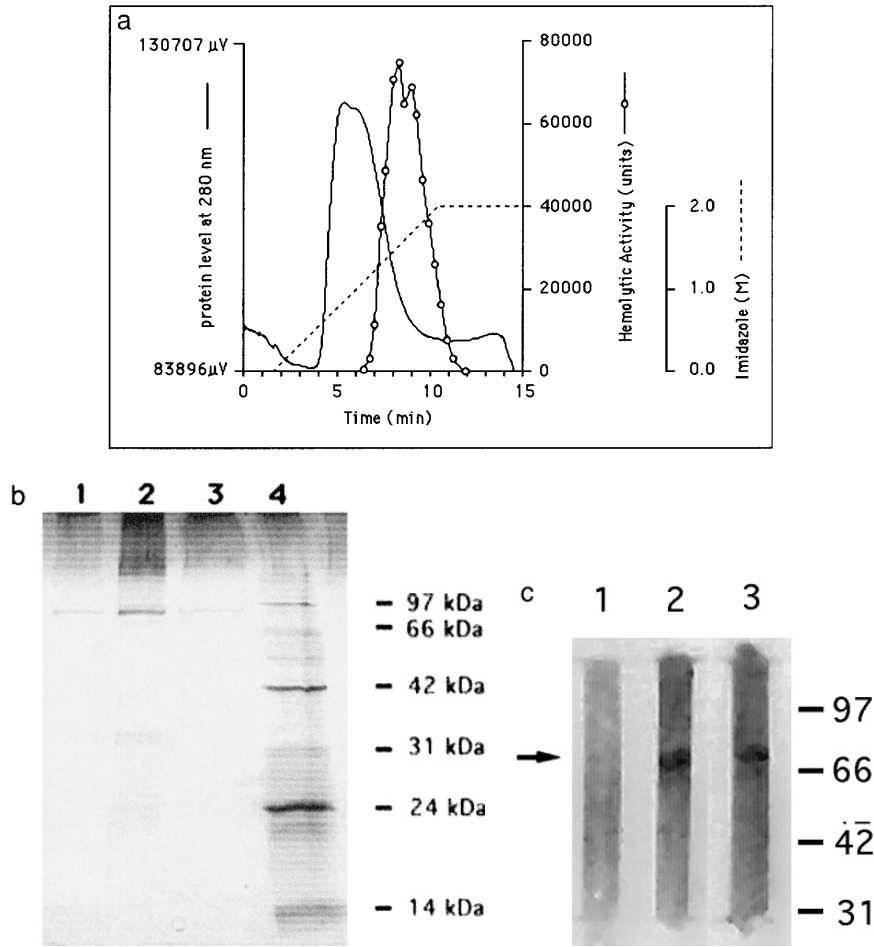 a
130707 µV
83896µV
protein level at 280 nm
80000
60000
40000
20000
0
Hemolytic Activity (units)
2.0
1.0
0.0
Imidazole (M)
0 5 10 15
Time (min)
b
1 2 3 4
97 kDa
66 kDa
42 kDa
31 kDa
24 kDa
14 kDa
c
1 2 3
97
66
42
31